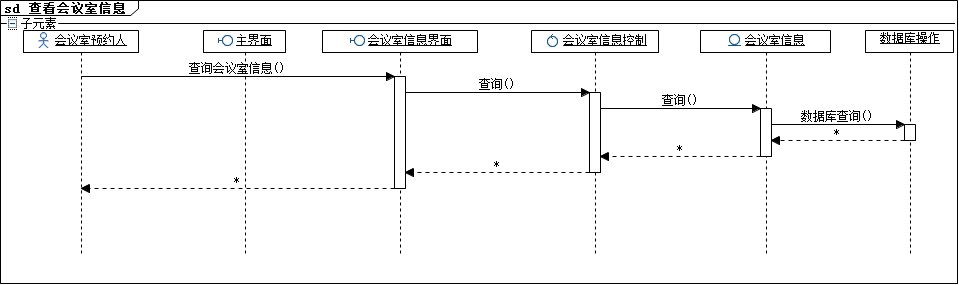 sd 查看会议室信息
子元素
会议室预约人
主界面
会议室信息界面
会议室信息控制
会议室信息
数据库操作
查询会议室信息()
查询()
查询()
数据库查询()
*
*
*
*